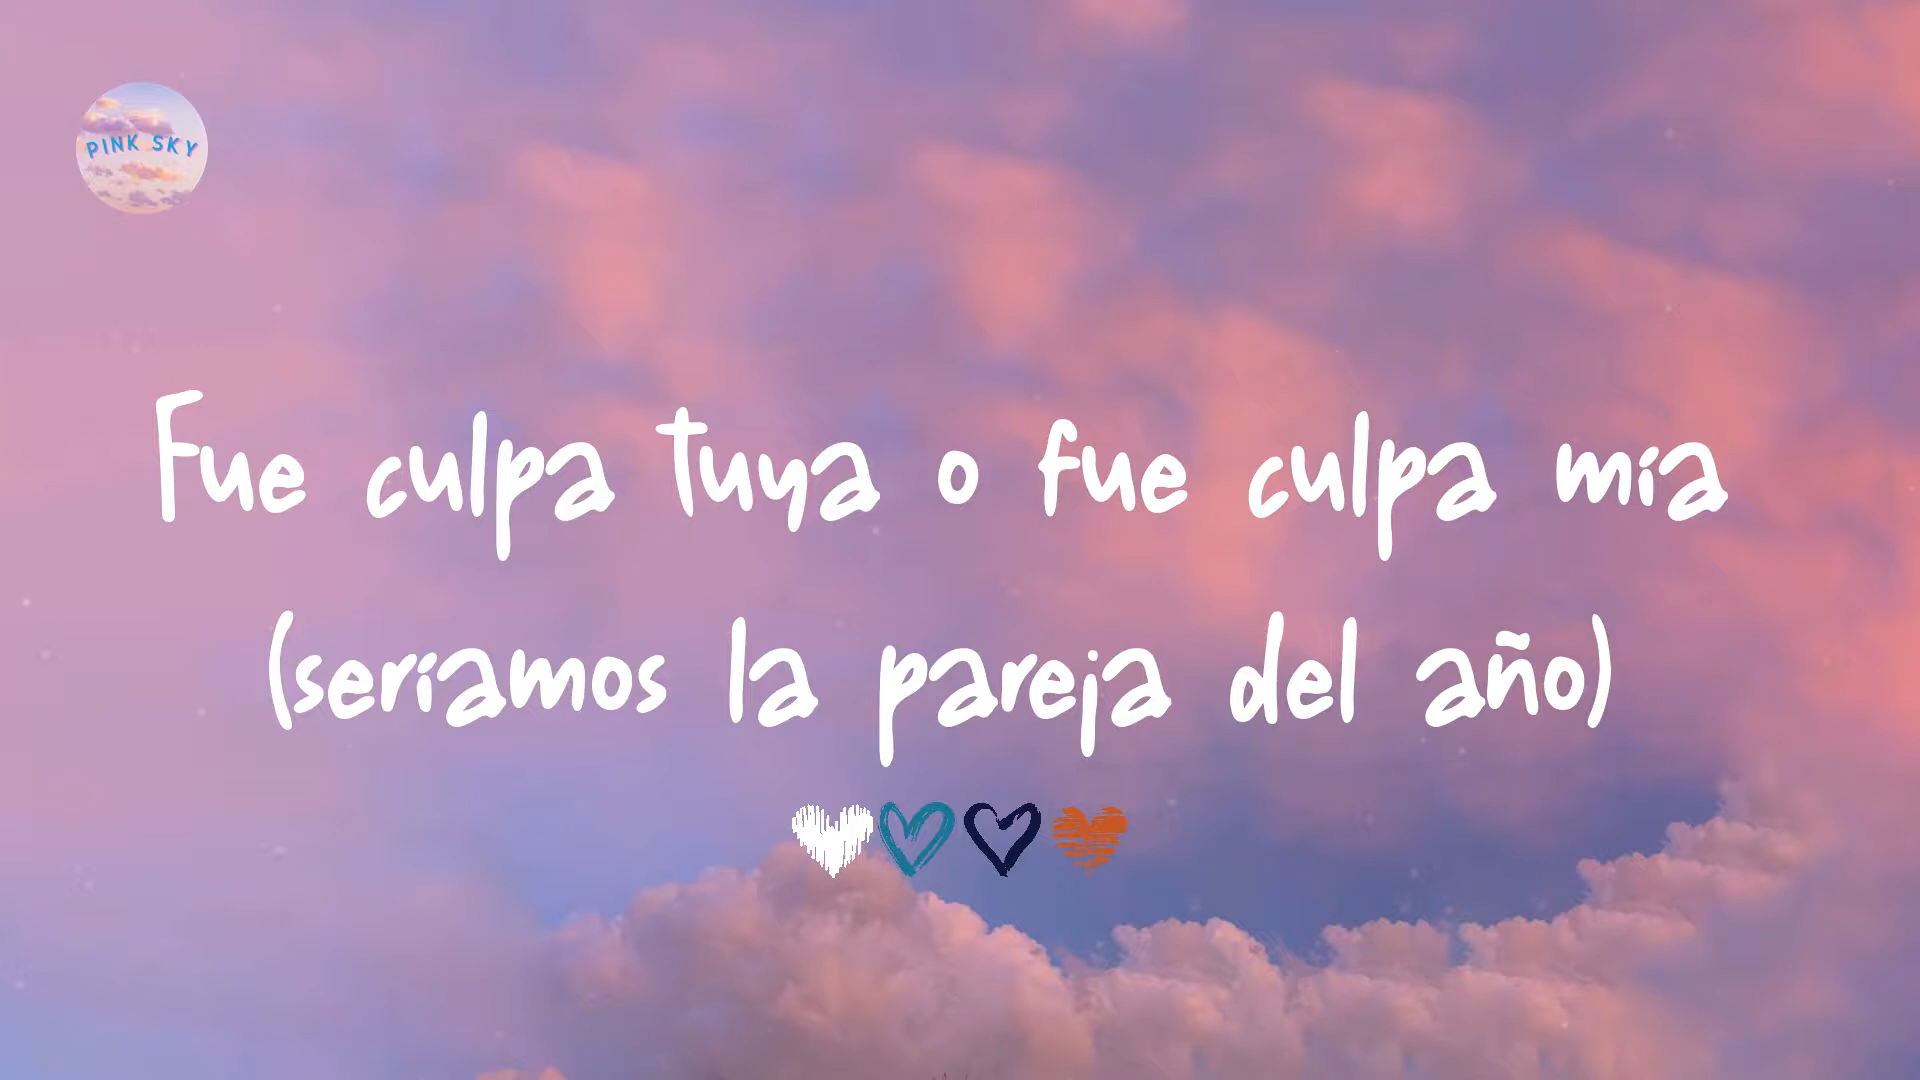 PINK SKY
Fue culpa tuya o fue culpa mía
(seríamos la pareja del año)